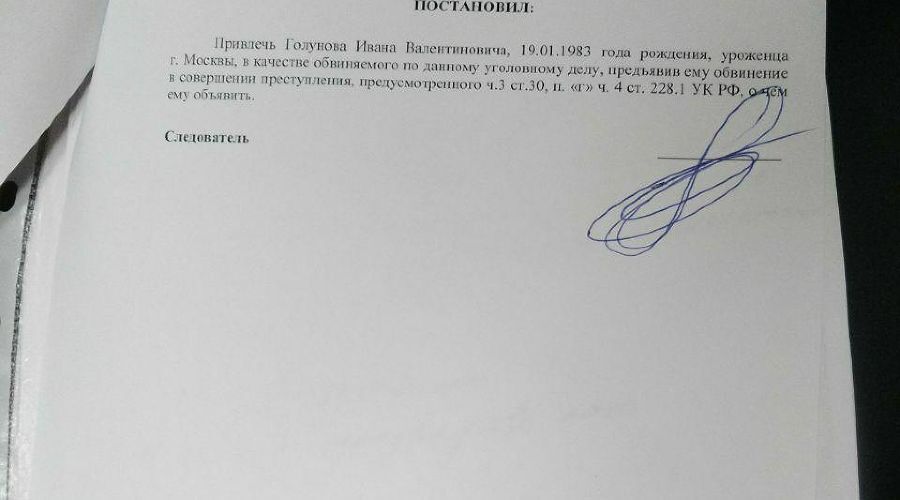 ПОСТАНОВИЛ:
Привлечь Голунова Ивана Валентиновича, 19.01.1983 года рождения, уроженца
г. Москвы, в качестве обвиняемого по данному уголовному делу, предъявив ему обвинение
в совершении преступления, предусмотренного ч.3 ст.30, п. «г» ч. 4 ст. 228.1 УК РФ, о чем
ему объявить.
Следователь